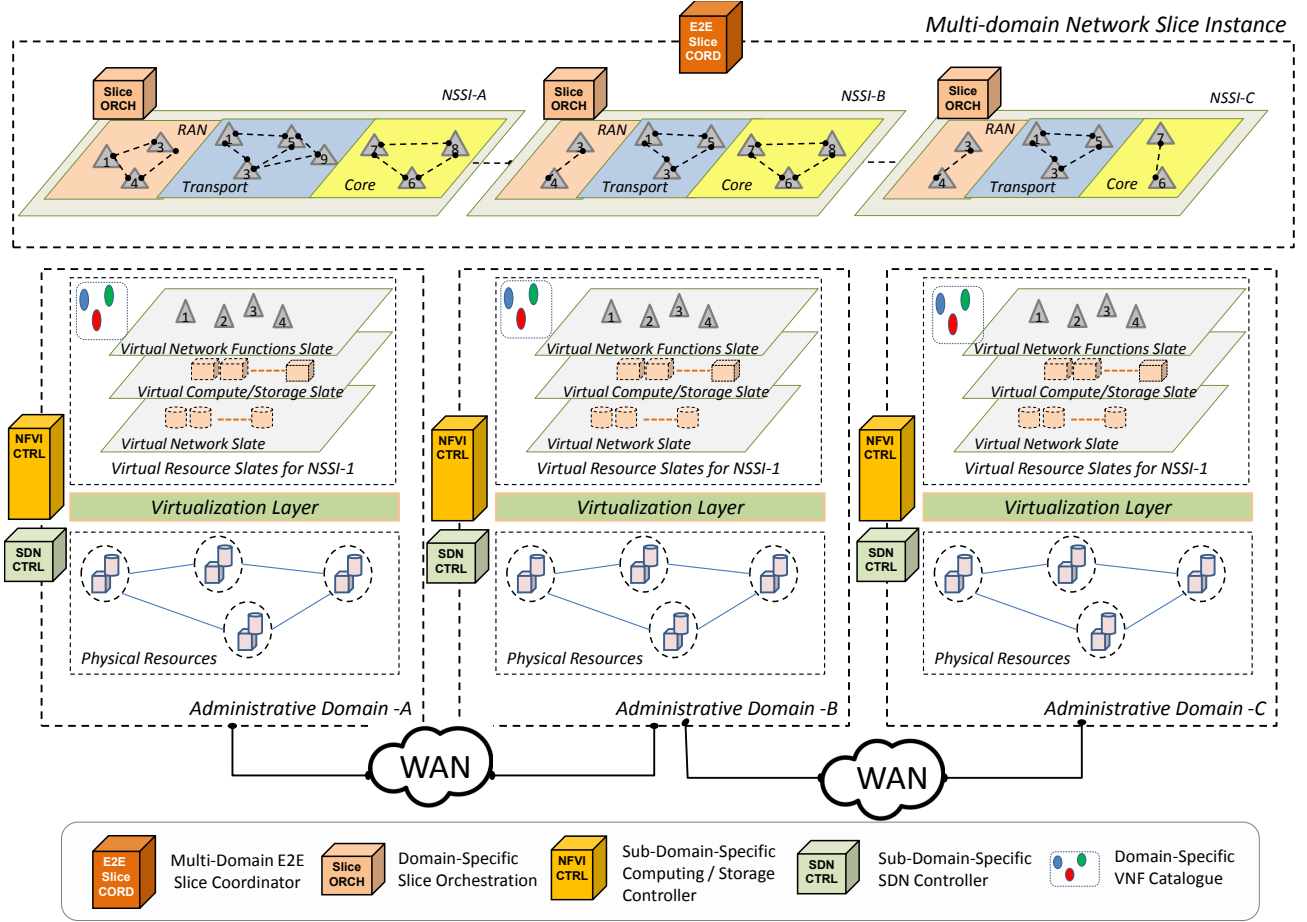 Multi-domain Network Slice Instance
E2E
Slice
CORD
Slice
ORCH
NSSI-A
RAN
1
3
4
Transport
1
5
3
9
Core
7
8
6
Slice
ORCH
NSSI-B
RAN
3
4
Transport
1
5
3
Core
7
8
6
Slice
ORCH
NSSI-C
RAN
3
4
Transport
1
5
3
Core
7
6
1
2
3
4
Virtual Network Functions Slate
Virtual Compute/Storage Slate
Virtual Network Slate
Virtual Resource Slates for NSSI-1
NFVI
CTRL
Virtualization Layer
SDN
CTRL
Physical Resources
Administrative Domain -A
1
2
3
4
Virtual Network Functions Slate
Virtual Compute/Storage Slate
Virtual Network Slate
Virtual Resource Slates for NSSI-1
NFVI
CTRL
Virtualization Layer
SDN
CTRL
Physical Resources
Administrative Domain -B
1
2
3
4
Virtual Network Functions Slate
Virtual Compute/Storage Slate
Virtual Network Slate
Virtual Resource Slates for NSSI-1
NFVI
CTRL
Virtualization Layer
SDN
CTRL
Physical Resources
Administrative Domain -C
WAN
WAN
E2E
Slice
CORD
Multi-Domain E2E
Slice Coordinator
Slice
ORCH
Domain-Specific
Slice Orchestration
NFVI
CTRL
Sub-Domain-Specific
Computing / Storage
Controller
SDN
CTRL
Sub-Domain-Specific
SDN Controller
Domain-Specific
VNF Catalogue